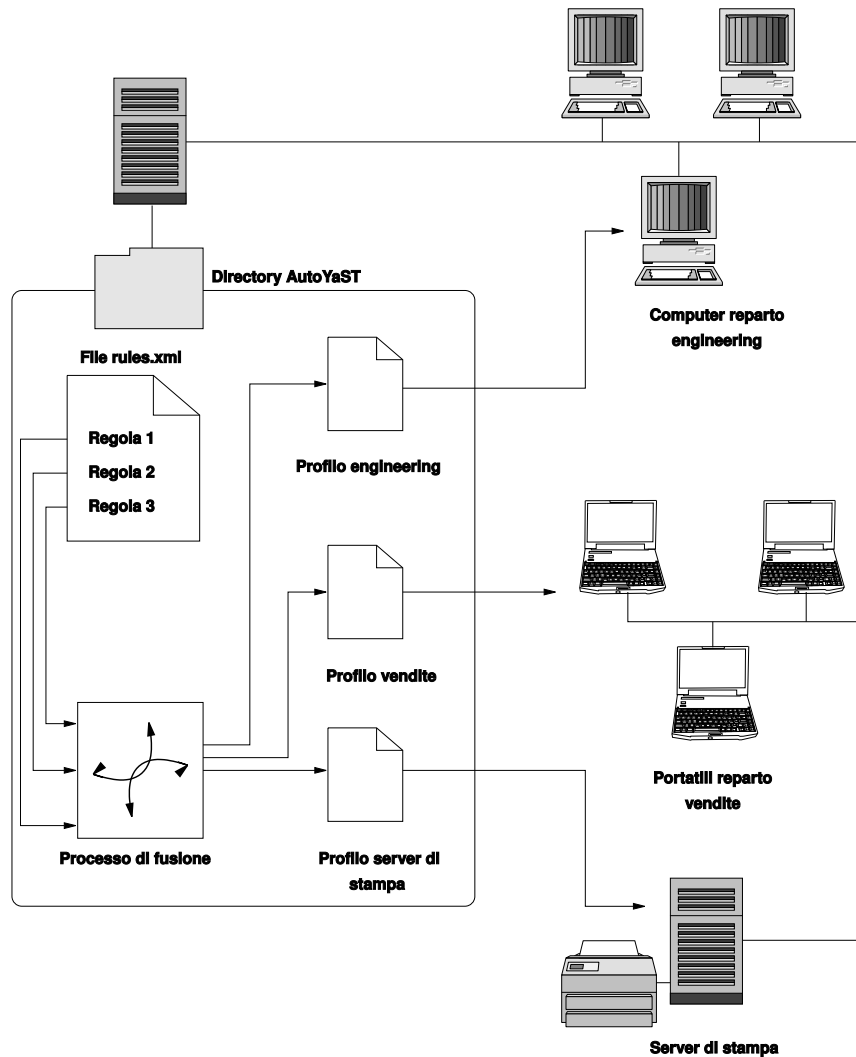 Directory AutoYaST
File rules.xml
Regola 1
Regola 2
Regola 3
Computer reparto
engineering
Profilo engineering
Profilo vendite
Portatili reparto
vendite
Processo di fusione
Profilo server di
stampa
Server di stampa